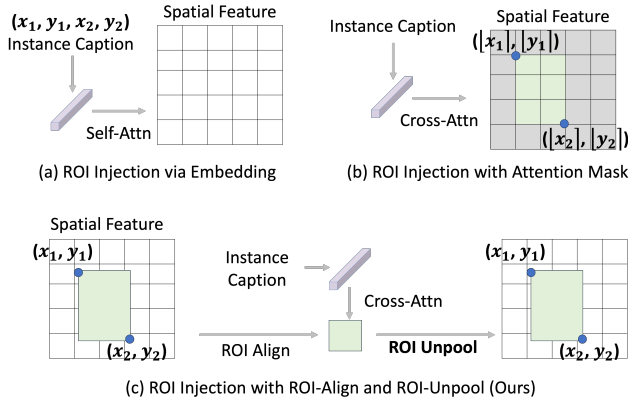 (x₁, y₁, x₂, y₂)
Instance Caption
Self-Attn
Spatial Feature
(a) ROI Injection via Embedding
Instance Caption
Cross-Attn
Spatial Feature
(⌊x₁⌉, ⌊y₁⌉)
(⌊x₂⌉, ⌊y₂⌉)
(b) ROI Injection with Attention Mask
Spatial Feature
(x₁, y₁)
(x₂, y₂)
ROI Align
Instance
Caption
Cross-Attn
ROI Unpool
(x₁, y₁)
(x₂, y₂)
(c) ROI Injection with ROI-Align and ROI-Unpool (Ours)